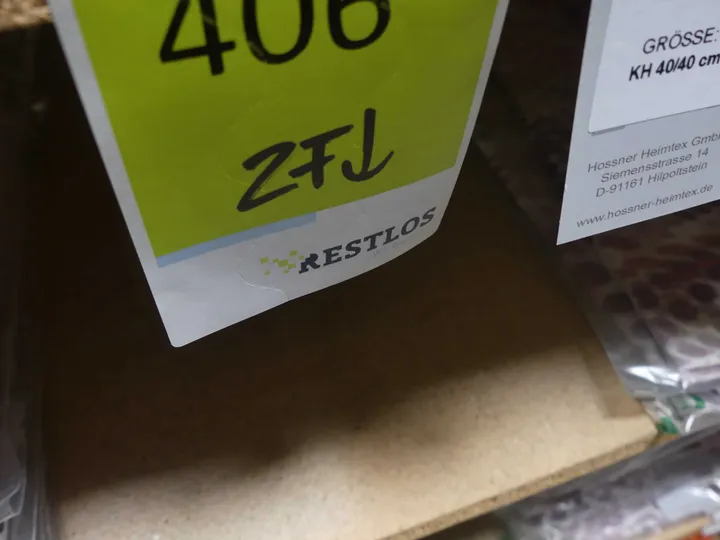 406
ZFJ
RESTLOS
GRÖSSE:
KH 40/40 cm
Hossner Heimtex Gmb
Siemensstrasse 14
D-91161 Hilpoltstein
www.hossner-heimtex.de